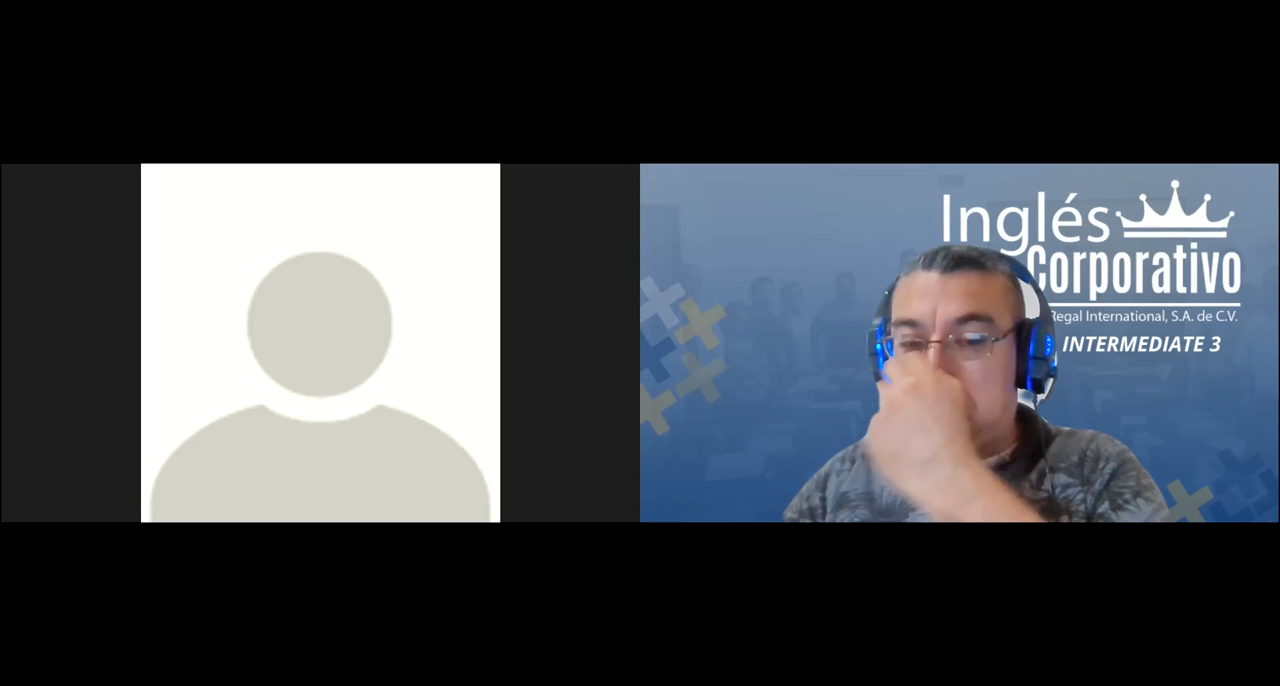 Inglés
Corporativo
Regal International, S.A. de C.V.
INTERMEDIATE 3